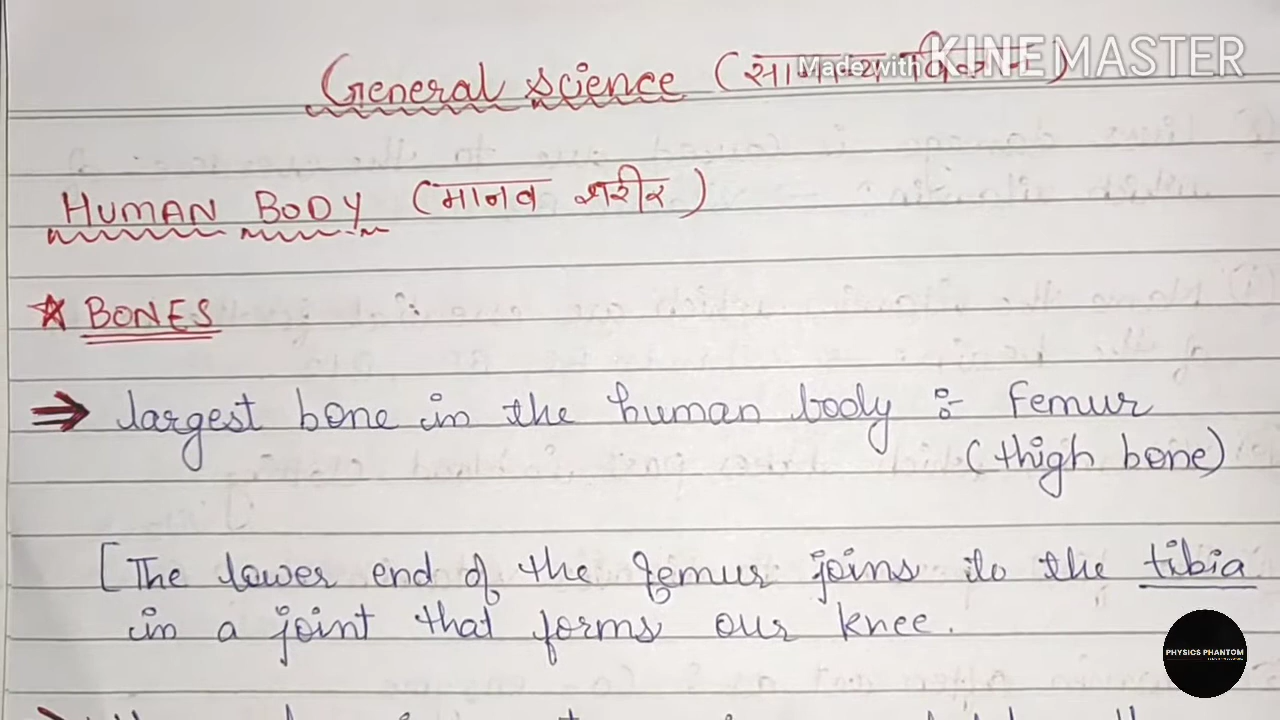 General Science (सामान्य विज्ञान)
Made with KINEMASTER
HUMAN BODY (मानव शरीर)
BONES
⇒ largest bone in the human body :- Femur
(thigh bone)
[The lower end of the femur joins to the tibia
in a joint that forms our knee.
PHYSICS PHANTOM